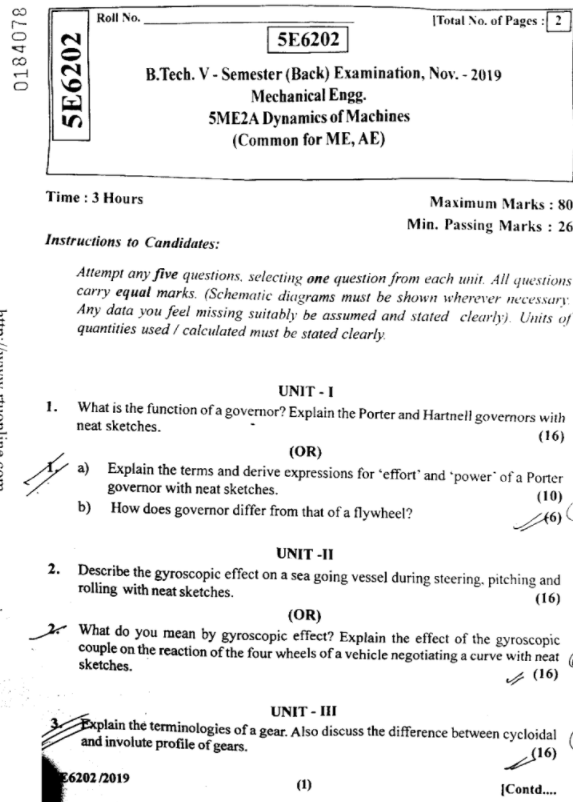 0184078
5E6202
Roll No.
[Total No. of Pages : 2
5E6202
B.Tech. V - Semester (Back) Examination, Nov. - 2019
Mechanical Engg.
5ME2A Dynamics of Machines
(Common for ME, AE)
Time : 3 Hours
Maximum Marks : 80
Min. Passing Marks : 26
Instructions to Candidates:
Attempt any five questions, selecting one question from each unit. All questions
carry equal marks. (Schematic diagrams must be shown wherever necessary.
Any data you feel missing suitably be assumed and stated clearly). Units of
quantities used / calculated must be stated clearly.
UNIT - I
1. What is the function of a governor? Explain the Porter and Hartnell governors with
neat sketches.
(16)
(OR)
1. a) Explain the terms and derive expressions for 'effort' and 'power' of a Porter
governor with neat sketches.
(10)
b) How does governor differ from that of a flywheel?
(6)
UNIT -II
2. Describe the gyroscopic effect on a sea going vessel during steering, pitching and
rolling with neat sketches.
(16)
(OR)
2. What do you mean by gyroscopic effect? Explain the effect of the gyroscopic
couple on the reaction of the four wheels of a vehicle negotiating a curve with neat
sketches.
(16)
UNIT - III
3. Explain the terminologies of a gear. Also discuss the difference between cycloidal
and involute profile of gears.
(16)
E6202 /2019
(1)
[Contd....